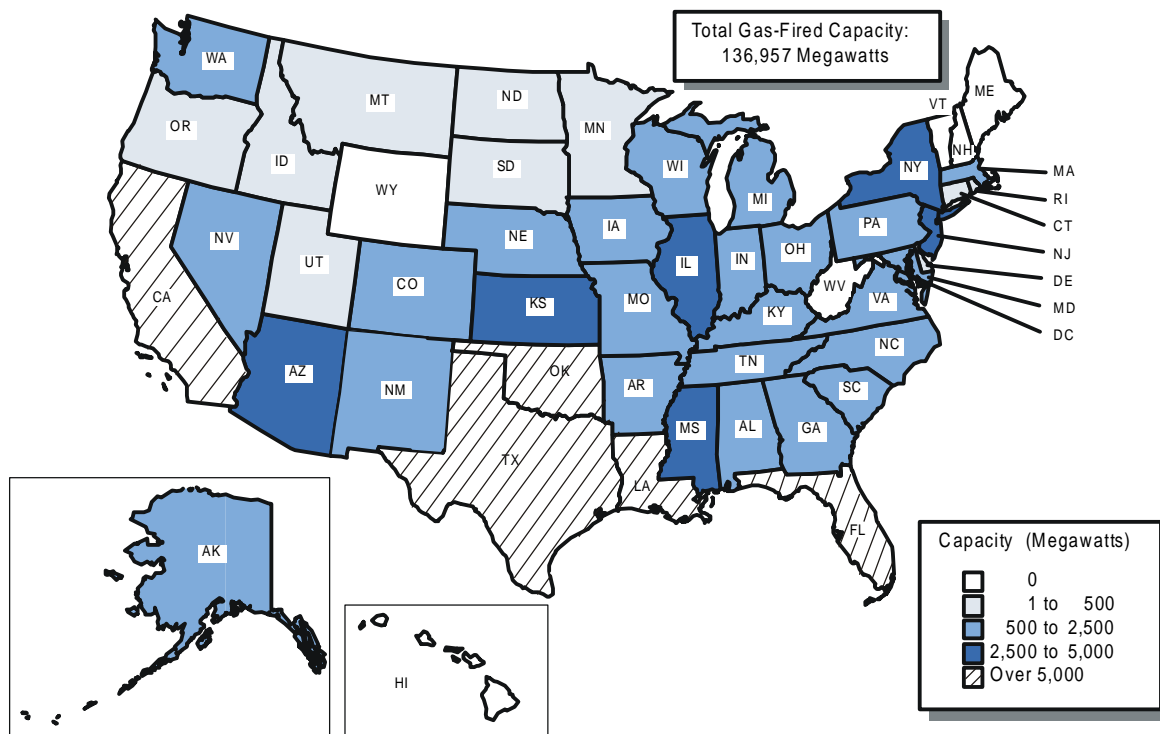 Total Gas-Fired Capacity:
136,957 Megawatts
WA
MT
ND
MN
VT
ME
OR
ID
SD
WI
NH
NY
MA
WY
MI
RI
NV
UT
NE
IA
PA
CT
CO
IL
IN
OH
NJ
CA
KS
MO
WV
VA
DE
KY
MD
AZ
NM
OK
AR
TN
NC
DC
SC
MS
AL
GA
TX
LA
FL
AK
HI
Capacity (Megawatts)
0
1 to 500
500 to 2,500
2,500 to 5,000
Over 5,000